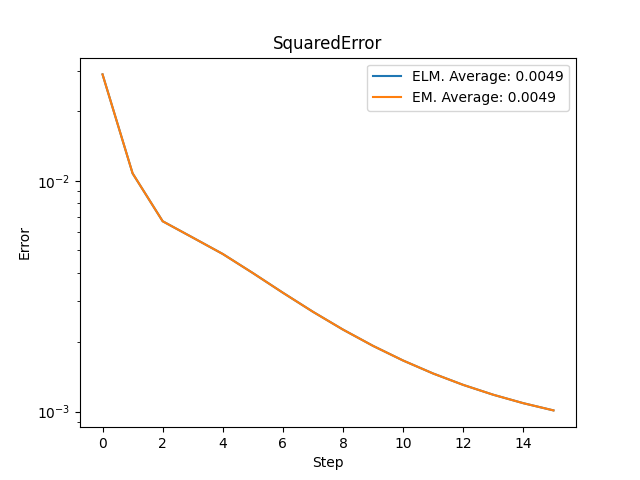 SquaredError
ELM. Average: 0.0049
EM. Average: 0.0049
10⁻²
10⁻³
Error
0 2 4 6 8 10 12 14
Step